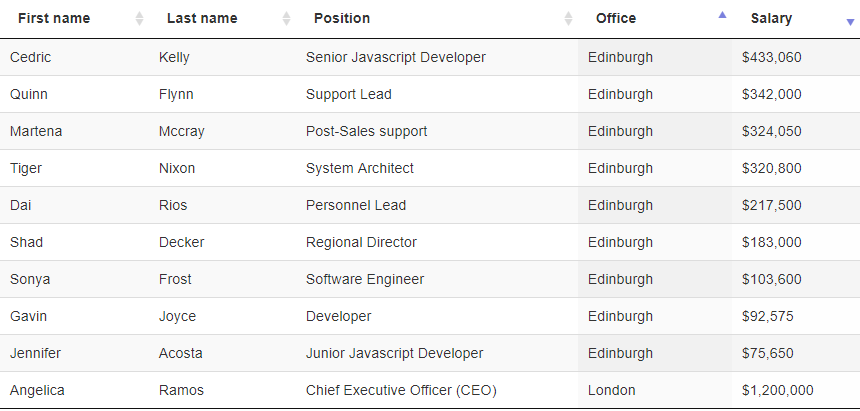 First name Last name Position Office Salary
Cedric Kelly Senior Javascript Developer Edinburgh $433,060
Quinn Flynn Support Lead Edinburgh $342,000
Martena Mccray Post-Sales support Edinburgh $324,050
Tiger Nixon System Architect Edinburgh $320,800
Dai Rios Personnel Lead Edinburgh $217,500
Shad Decker Regional Director Edinburgh $183,000
Sonya Frost Software Engineer Edinburgh $103,600
Gavin Joyce Developer Edinburgh $92,575
Jennifer Acosta Junior Javascript Developer Edinburgh $75,650
Angelica Ramos Chief Executive Officer (CEO) London $1,200,000